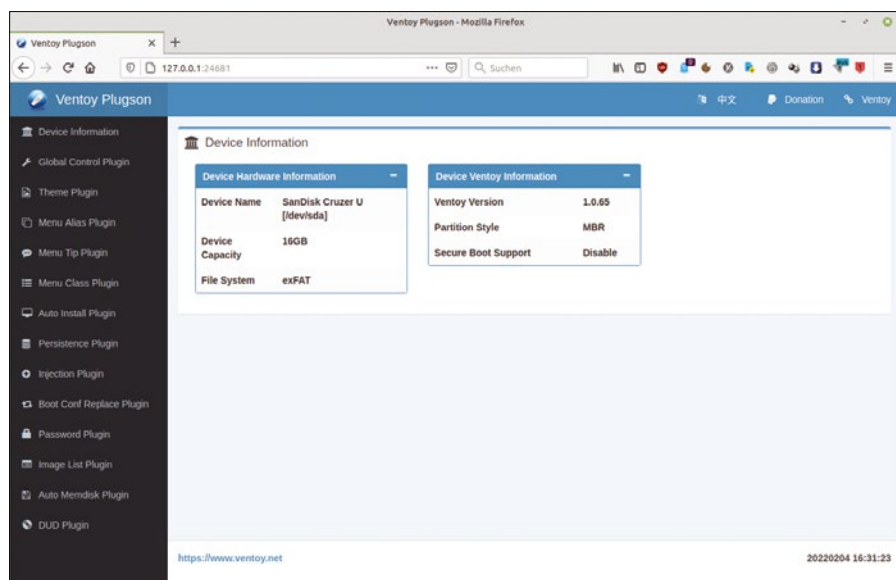 Ventoy Plugson - Mozilla Firefox
Ventoy Plugson
127.0.0.1:24681
Suchen
Ventoy Plugson
中文
Donation
Ventoy
Device Information
Global Control Plugin
Theme Plugin
Menu Alias Plugin
Menu Tip Plugin
Menu Class Plugin
Auto Install Plugin
Persistence Plugin
Injection Plugin
Boot Conf Replace Plugin
Password Plugin
Image List Plugin
Auto Memdisk Plugin
DUD Plugin
Device Information
Device Hardware Information
Device Name SanDisk Cruzer U
[/dev/sda]
Device 16GB
Capacity
File System exFAT
Device Ventoy Information
Ventoy Version 1.0.65
Partition Style MBR
Secure Boot Support Disable
https://www.ventoy.net
20220204 16:31:23